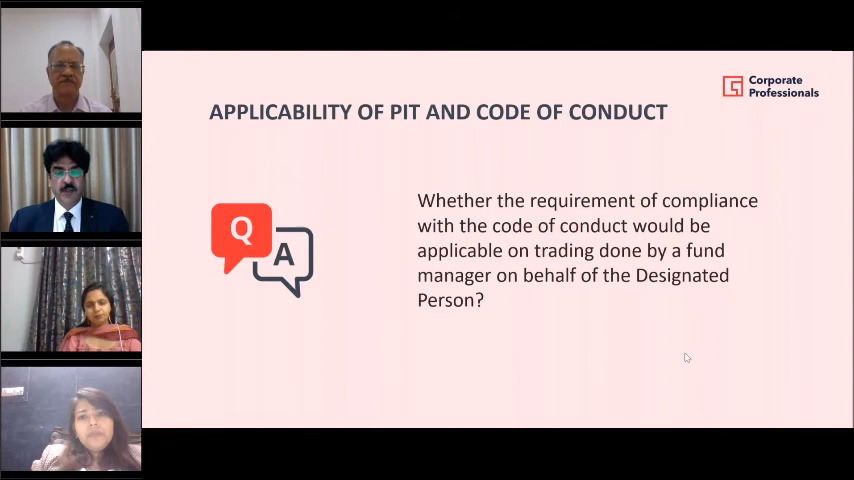 Corporate
Professionals
APPLICABILITY OF PIT AND CODE OF CONDUCT
Q
A
Whether the requirement of compliance
with the code of conduct would be
applicable on trading done by a fund
manager on behalf of the Designated
Person?